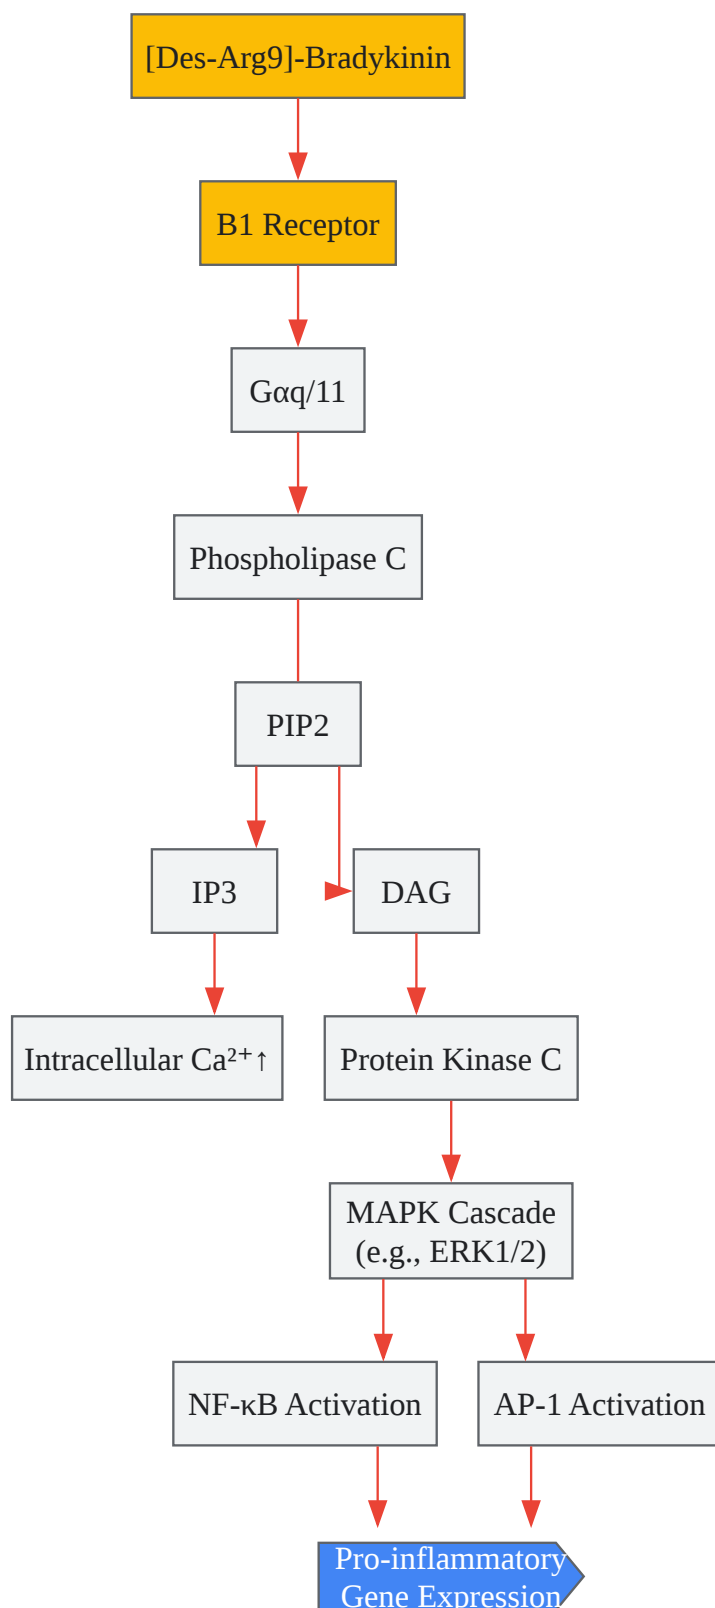 [Des-Arg9]-Bradykinin
B1 Receptor
Gαq/11
Phospholipase C
PIP2
IP3
DAG
Intracellular Ca²⁺↑
Protein Kinase C
MAPK Cascade
(e.g., ERK1/2)
NF-κB Activation
AP-1 Activation
Pro-inflammatory
Gene Expression